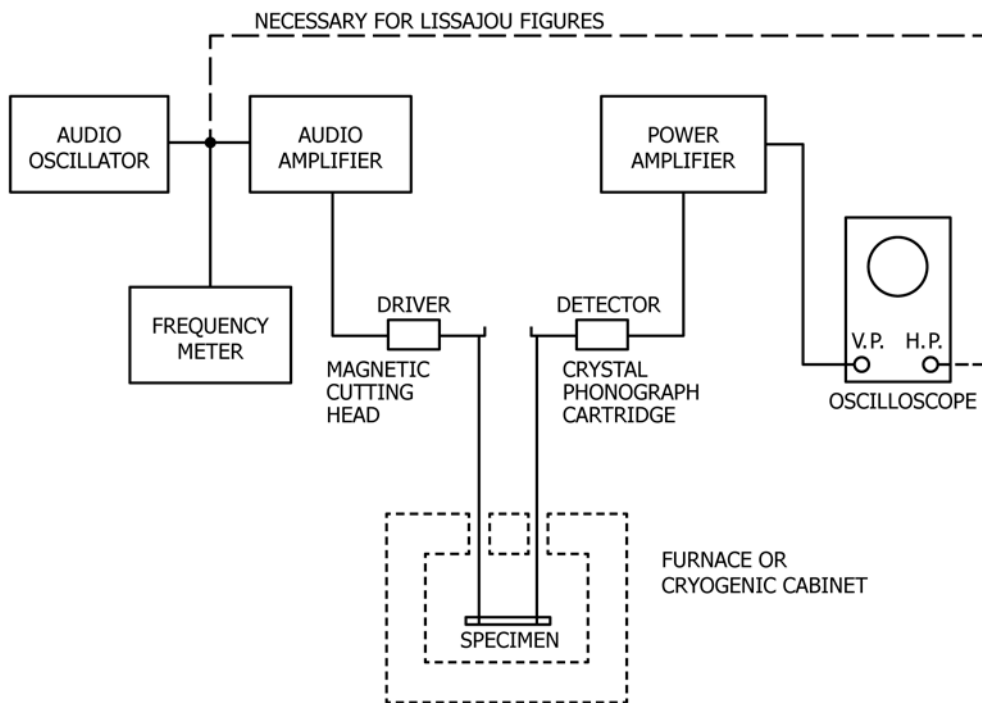 NECESSARY FOR LISSAJOU FIGURES
AUDIO
OSCILLATOR
AUDIO
AMPLIFIER
POWER
AMPLIFIER
FREQUENCY
METER
DRIVER
MAGNETIC
CUTTING
HEAD
DETECTOR
CRYSTAL
PHONOGRAPH
CARTRIDGE
V.P.
H.P.
OSCILLOSCOPE
FURNACE OR
CRYOGENIC CABINET
SPECIMEN